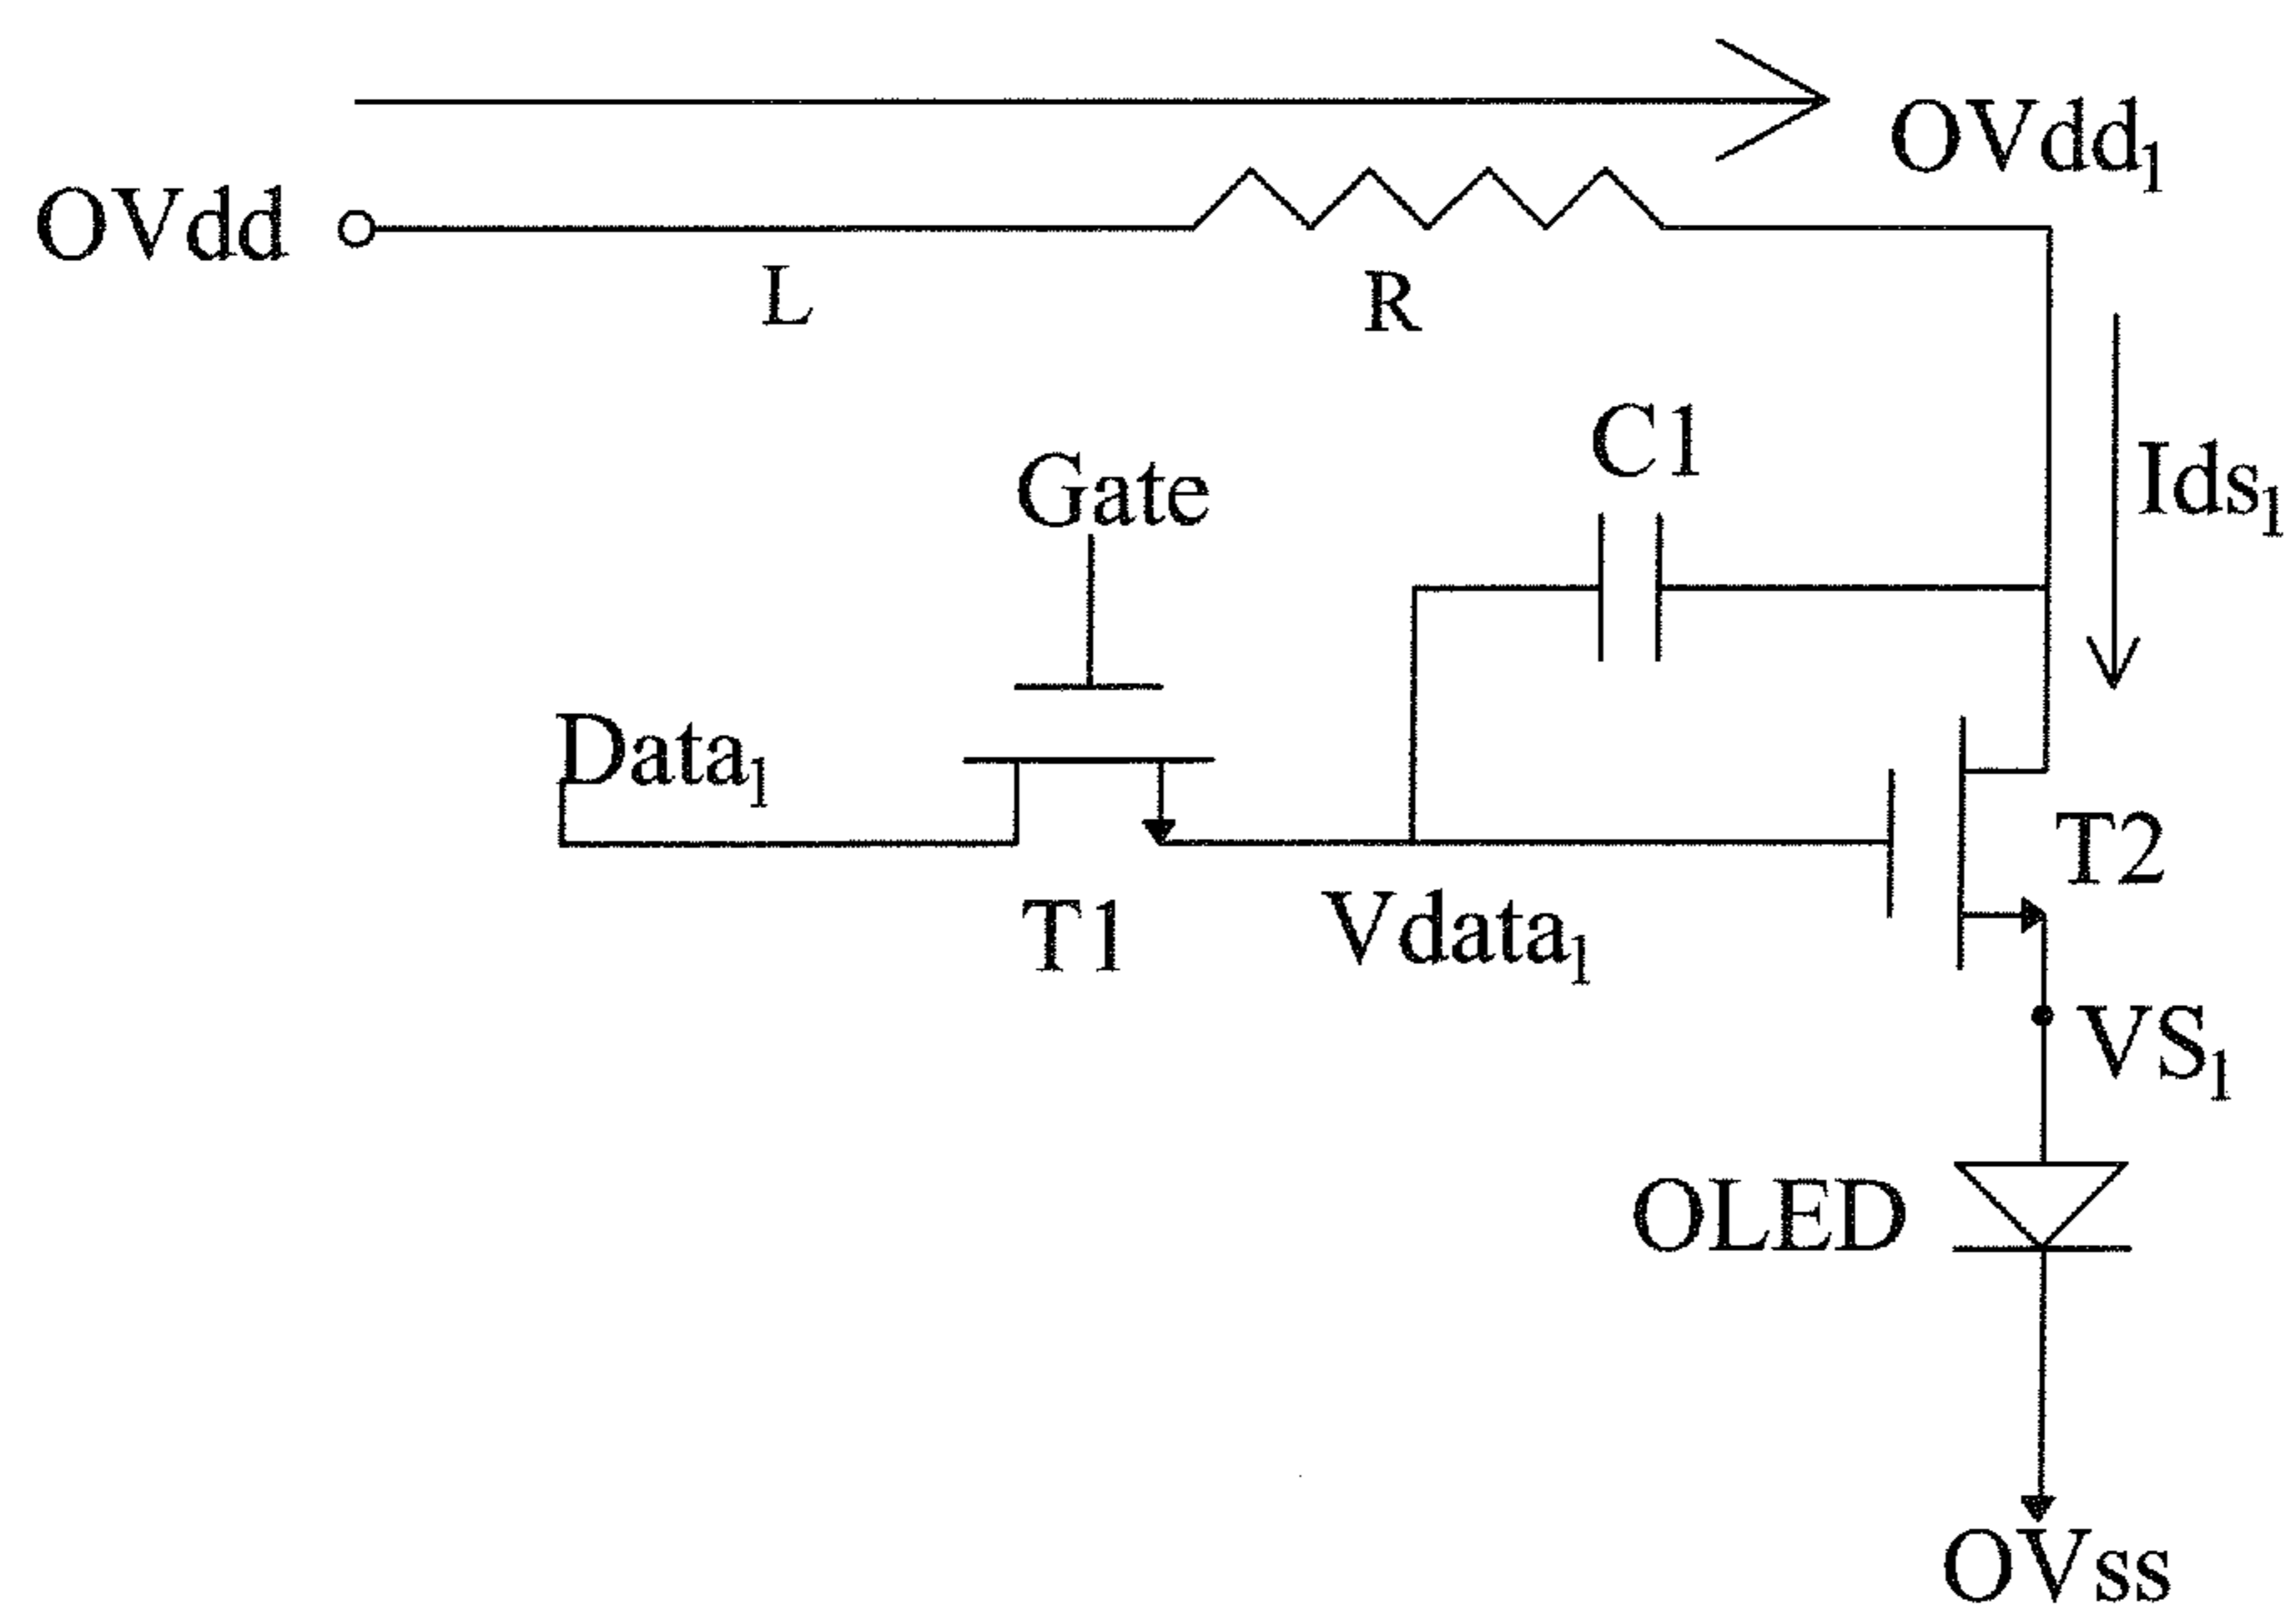 OVdd₁
OVdd
L
R
C1
Ids₁
Gate
Data₁
T2
T1
Vdata₁
VS₁
OLED
OVss